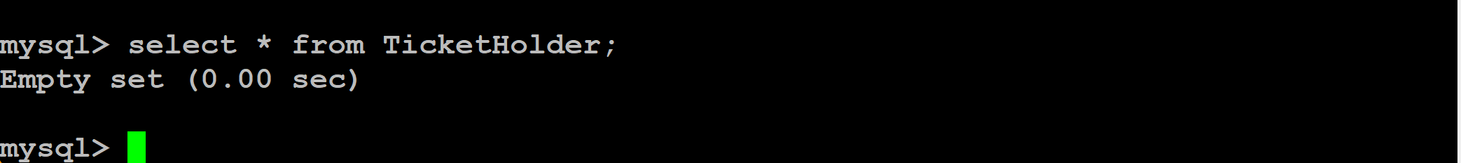 mysql> select * from TicketHolder;
Empty set (0.00 sec)
mysql>